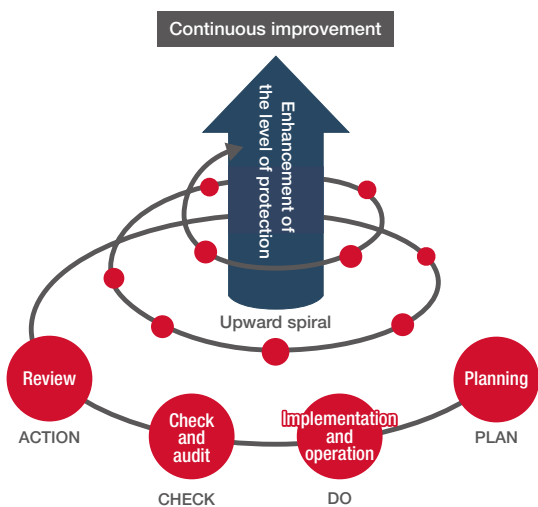 Continuous improvement
Enhancement of
the level of protection
Upward spiral
Review
ACTION
Check
and
audit
CHECK
Implementation
and
operation
DO
Planning
PLAN